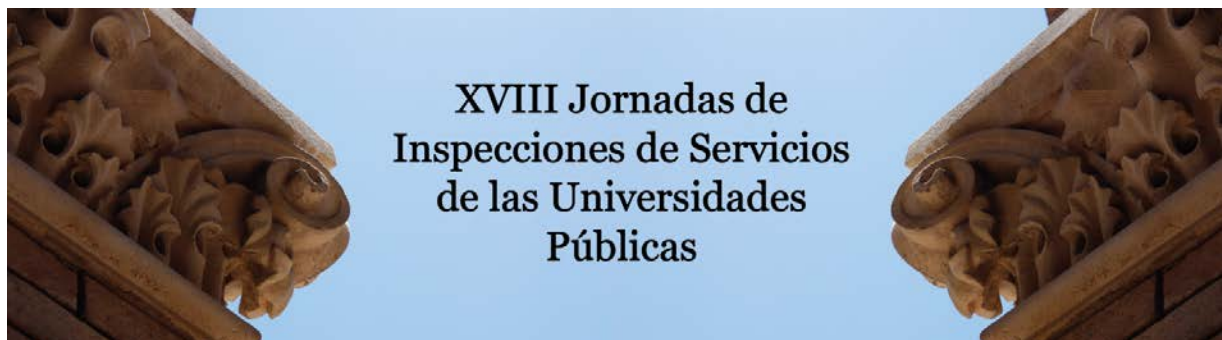 XVIII Jornadas de
Inspecciones de Servicios
de las Universidades
Públicas